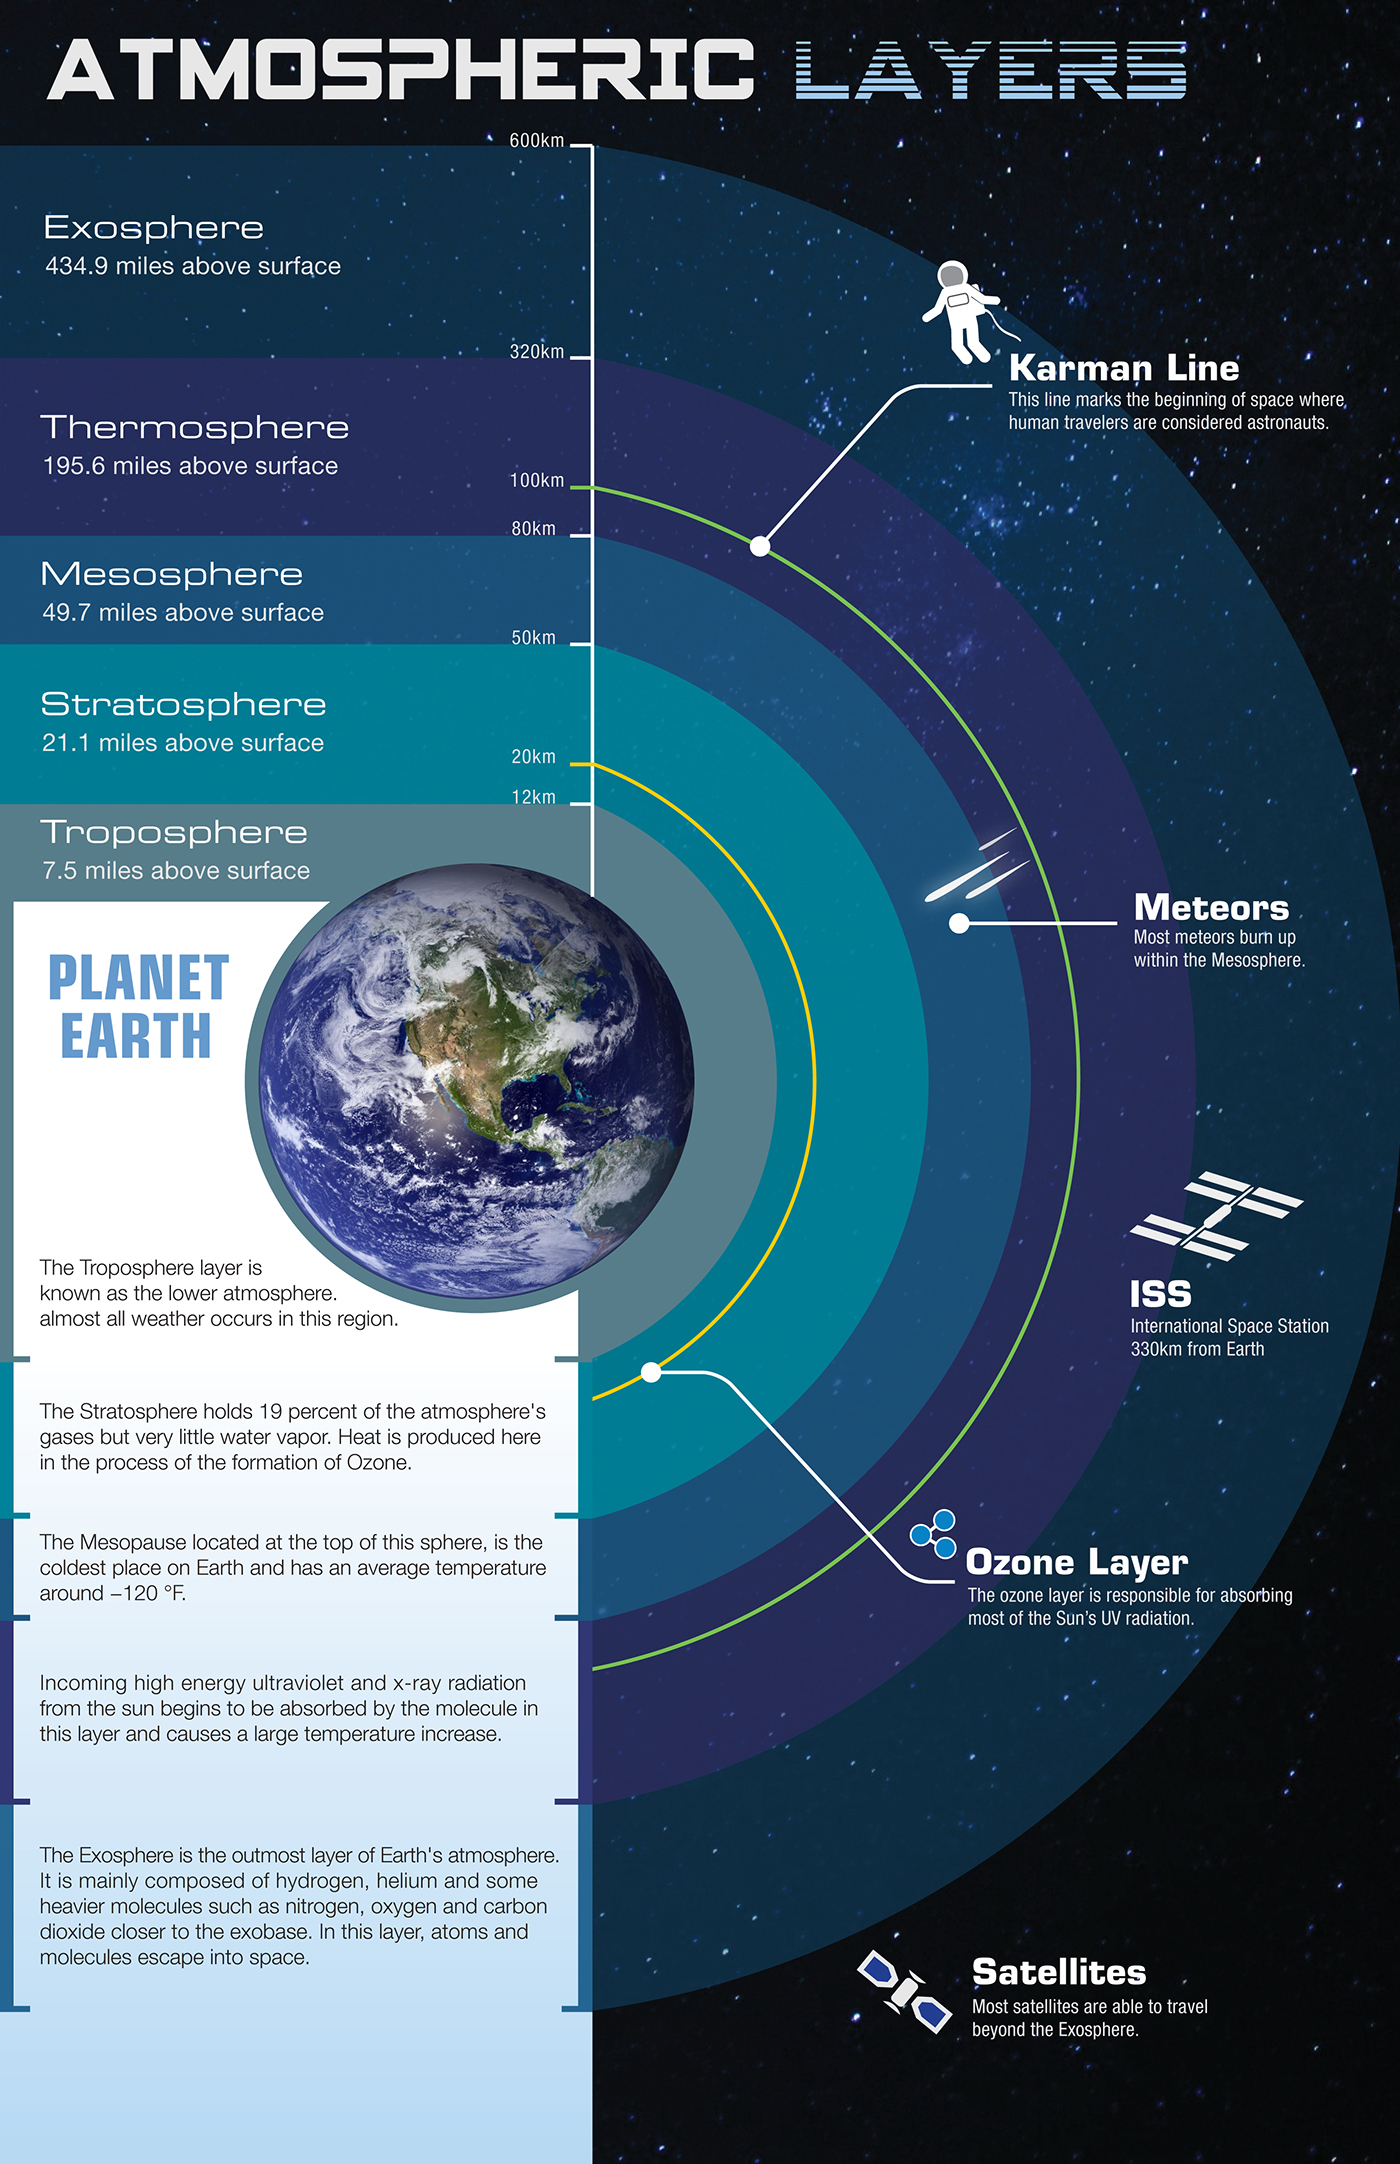 ATMOSPHERIC LAYERS
600km
Exosphere
434.9 miles above surface
320km
Karman Line
This line marks the beginning of space where
human travelers are considered astronauts.
Thermosphere
195.6 miles above surface
100km
80km
Mesosphere
49.7 miles above surface
50km
Stratosphere
21.1 miles above surface
20km
12km
Troposphere
7.5 miles above surface
Meteors
Most meteors burn up
within the Mesosphere.
PLANET
EARTH
The Troposphere layer is
known as the lower atmosphere.
almost all weather occurs in this region.
ISS
International Space Station
330km from Earth
The Stratosphere holds 19 percent of the atmosphere's
gases but very little water vapor. Heat is produced here
in the process of the formation of Ozone.
The Mesopause located at the top of this sphere, is the
coldest place on Earth and has an average temperature
around –120 °F.
Ozone Layer
The ozone layer is responsible for absorbing
most of the Sun's UV radiation.
Incoming high energy ultraviolet and x-ray radiation
from the sun begins to be absorbed by the molecule in
this layer and causes a large temperature increase.
The Exosphere is the outmost layer of Earth's atmosphere.
It is mainly composed of hydrogen, helium and some
heavier molecules such as nitrogen, oxygen and carbon
dioxide closer to the exobase. In this layer, atoms and
molecules escape into space.
Satellites
Most satellites are able to travel
beyond the Exosphere.